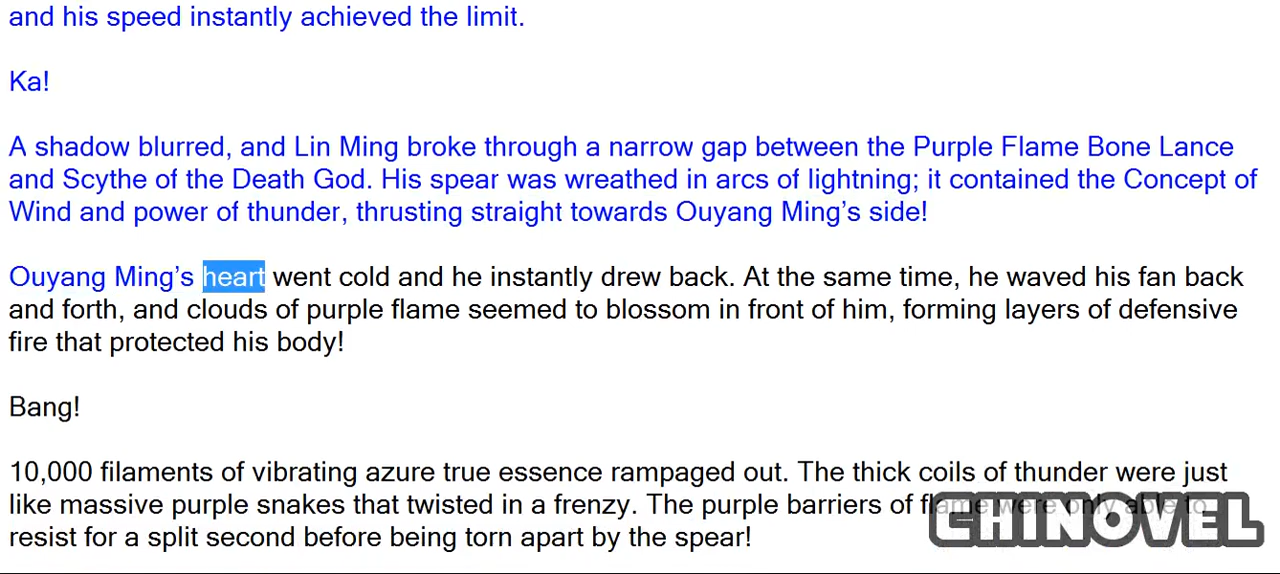 and his speed instantly achieved the limit.
Ka!
A shadow blurred, and Lin Ming broke through a narrow gap between the Purple Flame Bone Lance
and Scythe of the Death God. His spear was wreathed in arcs of lightning; it contained the Concept of
Wind and power of thunder, thrusting straight towards Ouyang Ming’s side!
Ouyang Ming’s heart went cold and he instantly drew back. At the same time, he waved his fan back
and forth, and clouds of purple flame seemed to blossom in front of him, forming layers of defensive
fire that protected his body!
Bang!
10,000 filaments of vibrating azure true essence rampaged out. The thick coils of thunder were just
like massive purple snakes that twisted in a frenzy. The purple barriers of flame were only able to
resist for a split second before being torn apart by the spear!
CHINOVEL